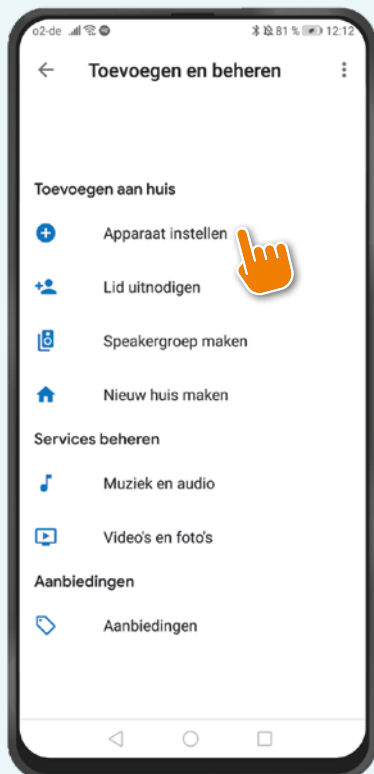 o2-de 81 % 12:12
Toevoegen en beheren
Toevoegen aan huis
Apparaat instellen
Lid uitnodigen
Speakergroep maken
Nieuw huis maken
Services beheren
Muziek en audio
Video's en foto's
Aanbiedingen
Aanbiedingen